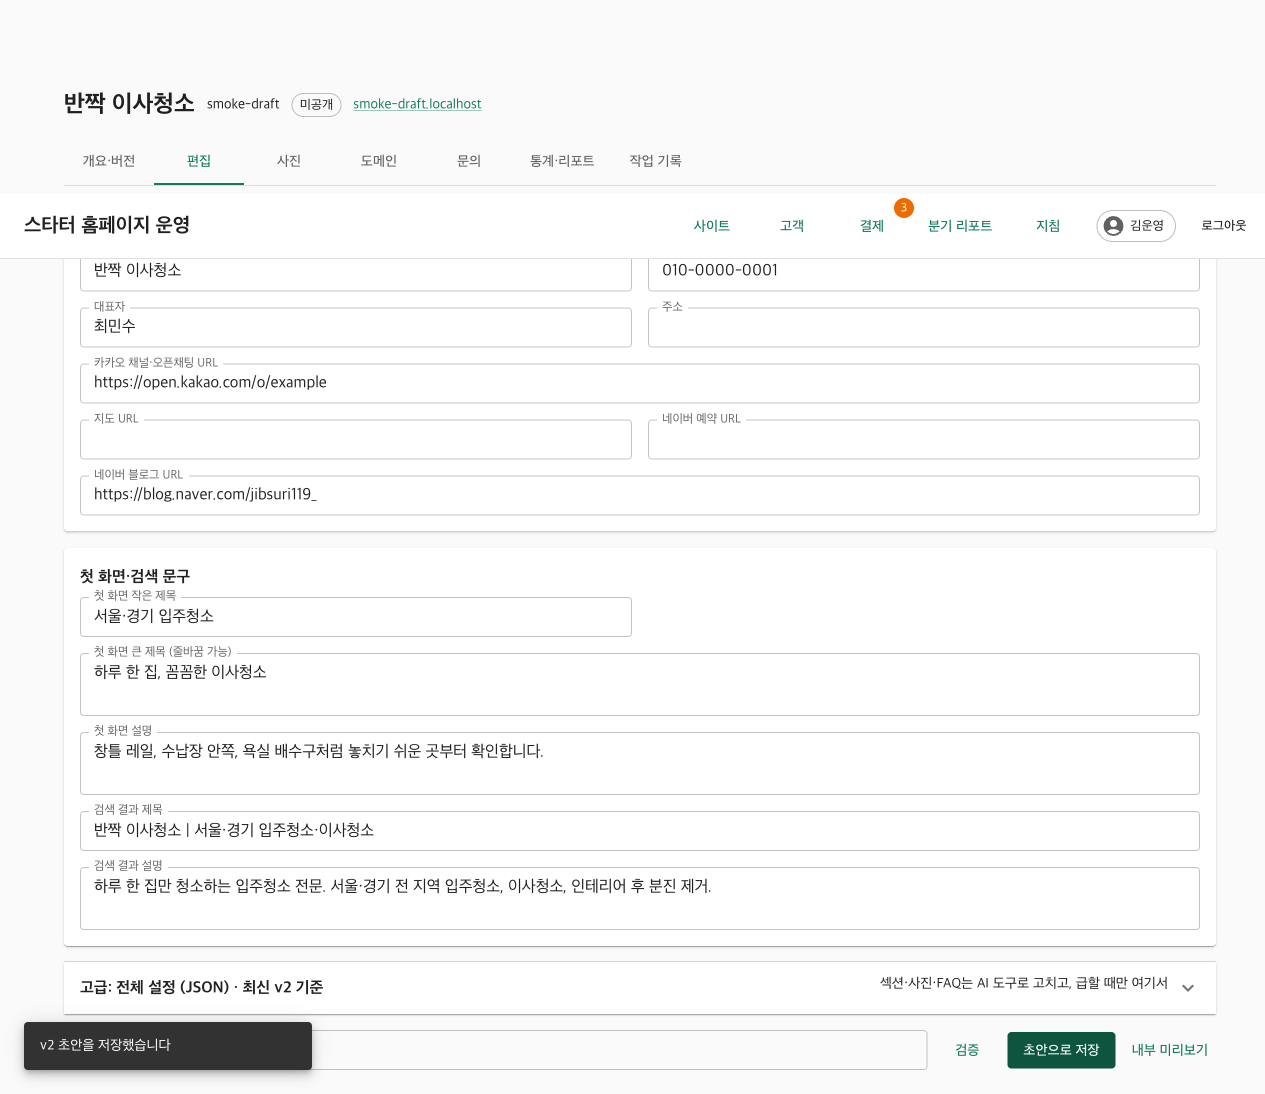 반짝 이사청소 smoke-draft 미공개 smoke-draft.localhost
개요·버전 편집 사진 도메인 문의 통계·리포트 작업 기록
스타터 홈페이지 운영 사이트 고객 결제 3 분기 리포트 지침 김운영 로그아웃
반짝 이사청소 010-0000-0001
대표자 주소
최민수
카카오 채널·오픈채팅 URL
https://open.kakao.com/o/example
지도 URL 네이버 예약 URL
네이버 블로그 URL
https://blog.naver.com/jibsuri119_
첫 화면·검색 문구
첫 화면 작은 제목
서울·경기 입주청소
첫 화면 큰 제목 (줄바꿈 가능)
하루 한 집, 꼼꼼한 이사청소
첫 화면 설명
창틀 레일, 수납장 안쪽, 욕실 배수구처럼 놓치기 쉬운 곳부터 확인합니다.
검색 결과 제목
반짝 이사청소 | 서울·경기 입주청소·이사청소
검색 결과 설명
하루 한 집만 청소하는 입주청소 전문. 서울·경기 전 지역 입주청소, 이사청소, 인테리어 후 분진 제거.
고급: 전체 설정 (JSON) · 최신 v2 기준 섹션·사진·FAQ는 AI 도구로 고치고, 급할 때만 여기서
v2 초안을 저장했습니다 검증 초안으로 저장 내부 미리보기